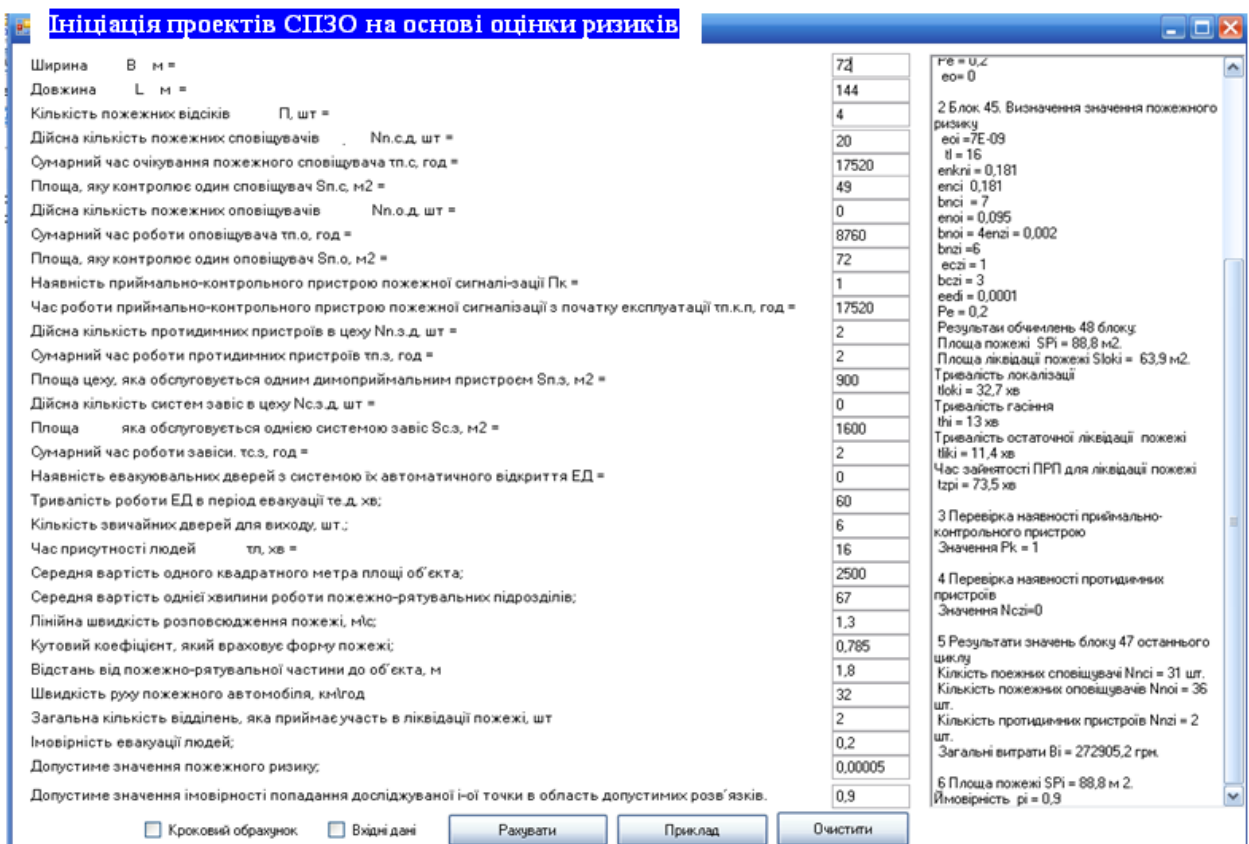 Ініціація проектів СПЗО на основі оцінки ризиків
Ширина В м = 72
Довжина L м = 144
Кількість пожежних відсіків П, шт = 4
Дійсна кількість пожежних сповіщувачів . Nп.с.д, шт = 20
Сумарний час очікування пожежного сповіщувача τп.с, год = 17520
Площа, яку контролює один сповіщувач Sп.с, м2 = 49
Дійсна кількість пожежних оповіщувачів Nп.о.д, шт = 0
Сумарний час роботи оповіщувача τп.о, год = 8760
Площа, яку контролює один оповіщувач Sп.о, м2 = 72
Наявність приймально-контрольного пристрою пожежної сигналі-зації Пк = 1
Час роботи приймально-контрольного пристрою пожежної сигналізації з початку експлуатації τп.к.п, год = 17520
Дійсна кількість протидимних пристроїв в цеху Nп.з.д, шт = 2
Сумарний час роботи протидимних пристроїв τп.з, год = 2
Площа цеху, яка обслуговується одним димоприймальним пристроєм Sп.з, м2 = 900
Дійсна кількість систем завіс в цеху Nс.з.д, шт = 0
Площа яка обслуговується однією системою завіс Sс.з, м2 = 1600
Сумарний час роботи завіси. τс.з, год = 2
Наявність евакуювальних дверей з системою їх автоматичного відкриття ЕД = 0
Тривалість роботи ЕД в період евакуації τе.д, хв; 60
Кількість звичайних дверей для виходу, шт.; 6
Час присутності людей τл, хв = 16
Середня вартість одного квадратного метра площі об´єкта; 2500
Середня вартість однієї хвилини роботи пожежно-рятувальних підрозділів; 67
Лінійна швидкість розповсюдження пожежі, м\с; 1,3
Кутовий коефіцієнт, який враховує форму пожежі; 0,785
Відстань від пожежно-рятувальної частини до об´єкта, м 1,8
Швидкість руху пожежного автомобіля, км\год 32
Загальна кількість відділень, яка приймає участь в ліквідації пожежі, шт 2
Імовірність евакуації людей; 0,2
Допустиме значення пожежного ризику; 0,00005
Допустиме значення імовірності попадання досліджуваної і-ої точки в область допустимих розв´язків. 0,9
Кроковий обрахунок Вхідні дані Рахувати Приклад Очистити
Ре = 0,2
ео= 0
2 Блок 45. Визначення значення пожежного
ризику
eoi =7E-09
tl = 16
enkni = 0,181
enci 0,181
bnci = 7
enoi = 0,095
bnoi = 4enzi = 0,002
bnzi =6
eczi = 1
bczi = 3
eedi = 0,0001
Pe = 0,2
Результаи обчимлень 48 блоку:
Площа пожежі SPi = 88,8 м2.
Площа ліквідації пожежі Sloki = 63,9 м2.
Тривалість локалізації
tloki = 32,7 хв
Тривалість гасіння
thi = 13 хв
Тривалість остаточної ліквідації пожежі
tliki = 11,4 хв
Час зайнятості ПРП для ліквідації пожежі
tzpi = 73,5 хв
3 Перевірка наявності приймально-
контрольного пристрою
Значення Pk = 1
4 Перевірка наявності протидимних
пристроїв
Значення Nczi=0
5 Результати значень блоку 47 останнього
циклу
Кілкість поежних сповіщувачі Nnci = 31 шт.
Кількість пожежних оповіщувачів Nnoi = 36
шт.
Кількість протидимних пристроїв Nnzi = 2
шт.
Загальні витрати Bi = 272905,2 грн.
6 Площа пожежі SPi = 88,8 м 2.
Ймовірність pi = 0,9